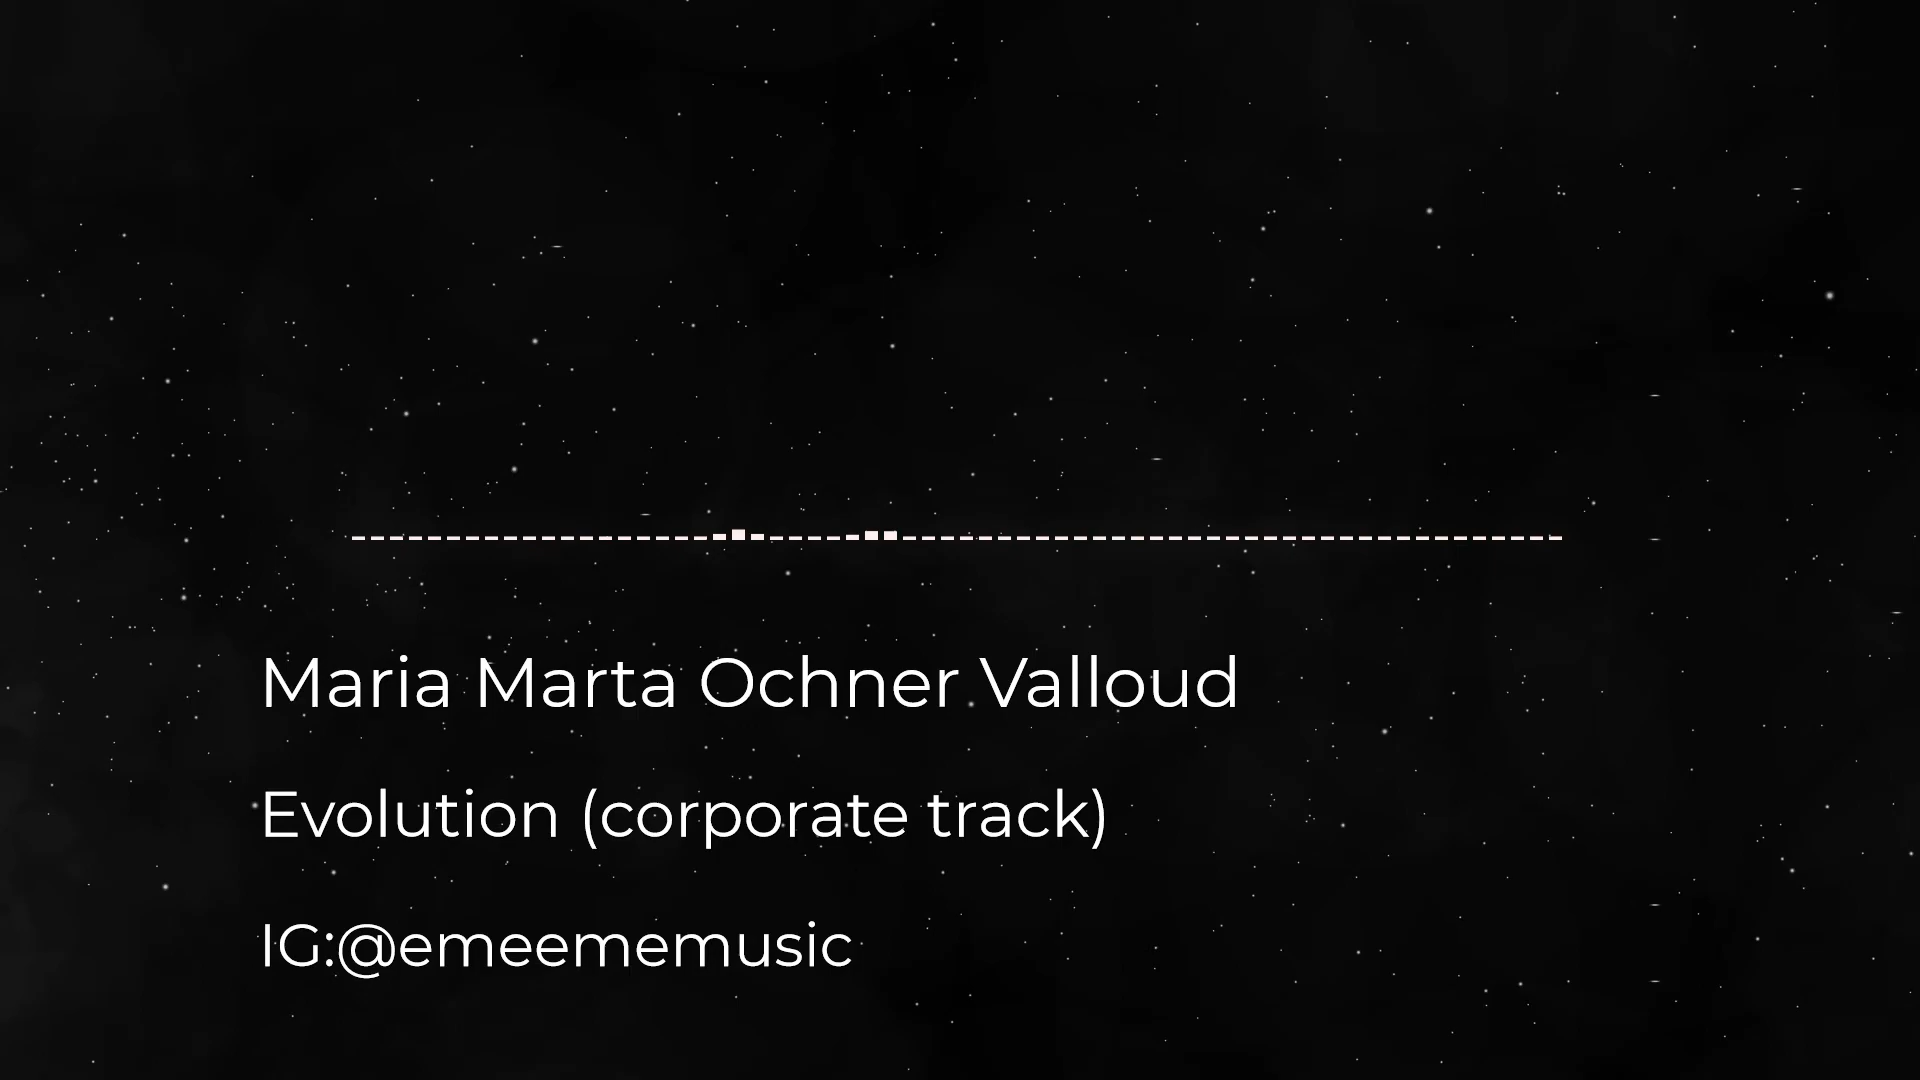 Maria Marta Ochner Valloud
Evolution (corporate track)
IG:@emeememusic